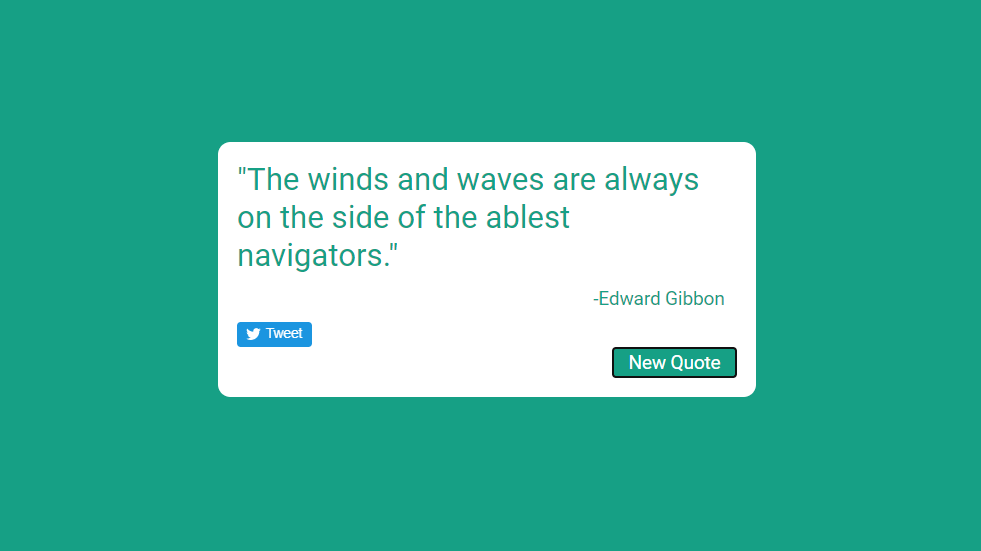 "The winds and waves are always
on the side of the ablest
navigators."
-Edward Gibbon
Tweet
New Quote